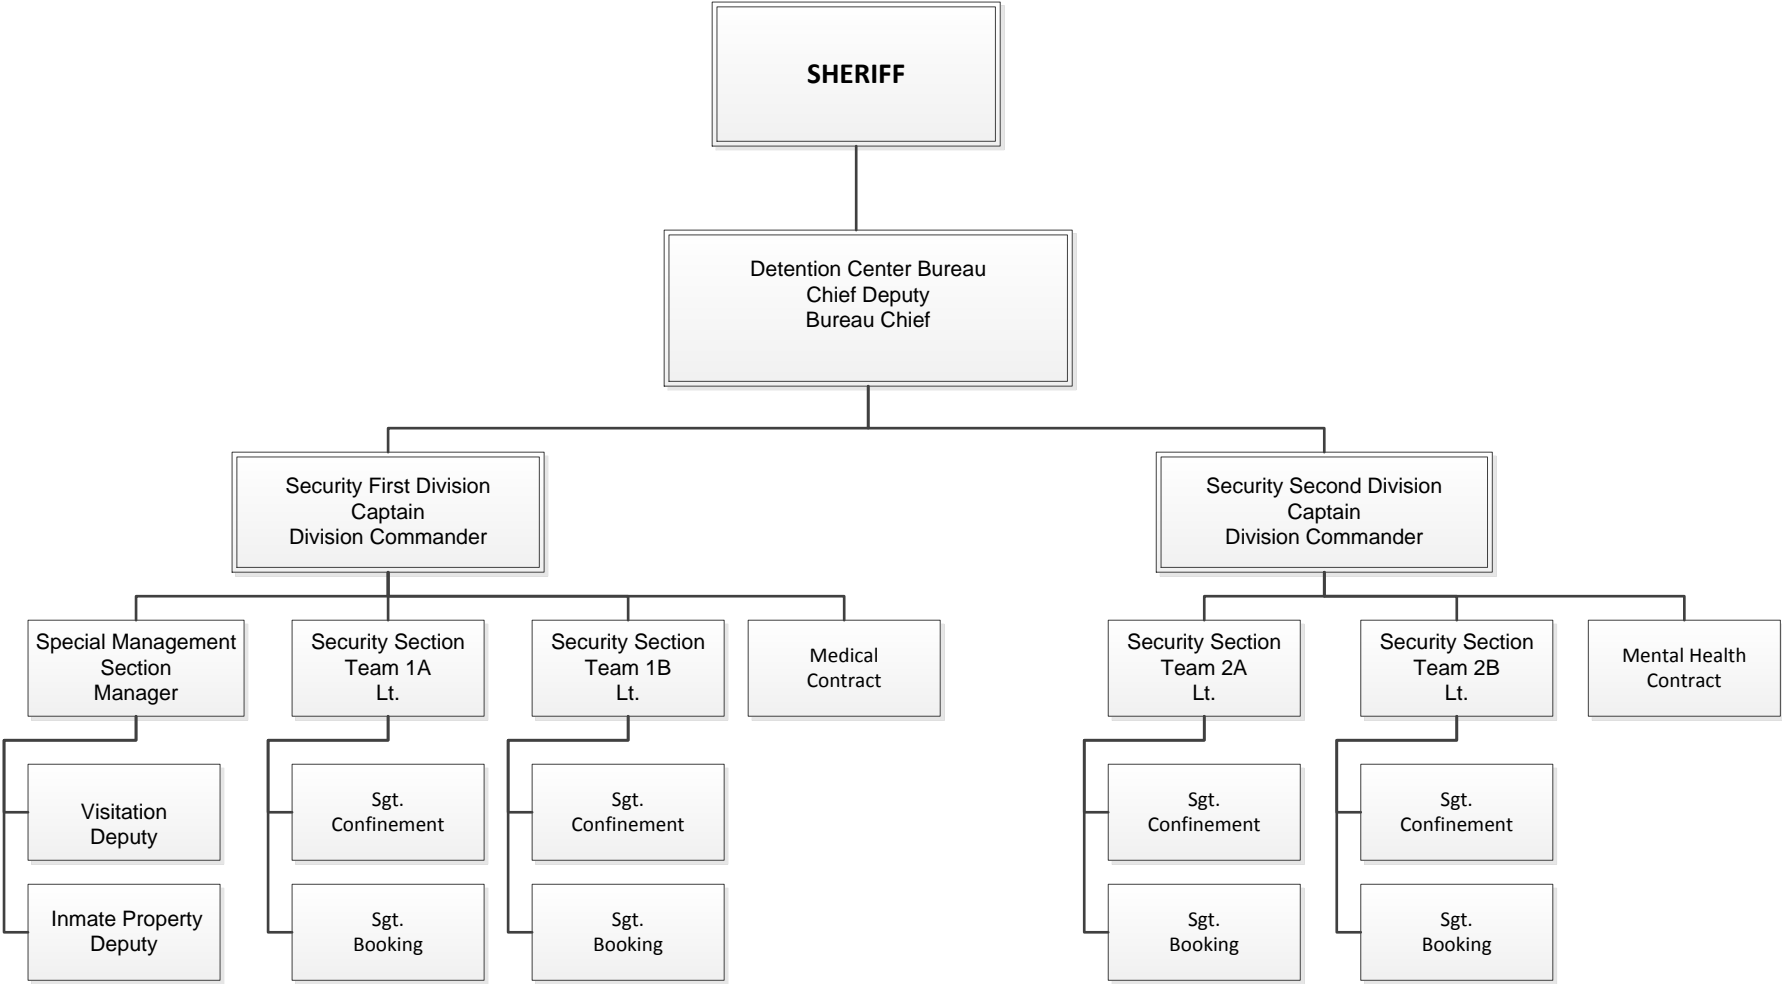 SHERIFF
Detention Center Bureau
Chief Deputy
Bureau Chief
Security First Division
Captain
Division Commander
Security Second Division
Captain
Division Commander
Special Management
Section
Manager
Security Section
Team 1A
Lt.
Security Section
Team 1B
Lt.
Medical
Contract
Security Section
Team 2A
Lt.
Security Section
Team 2B
Lt.
Mental Health
Contract
Visitation
Deputy
Sgt.
Confinement
Sgt.
Confinement
Sgt.
Confinement
Sgt.
Confinement
Inmate Property
Deputy
Sgt.
Booking
Sgt.
Booking
Sgt.
Booking
Sgt.
Booking